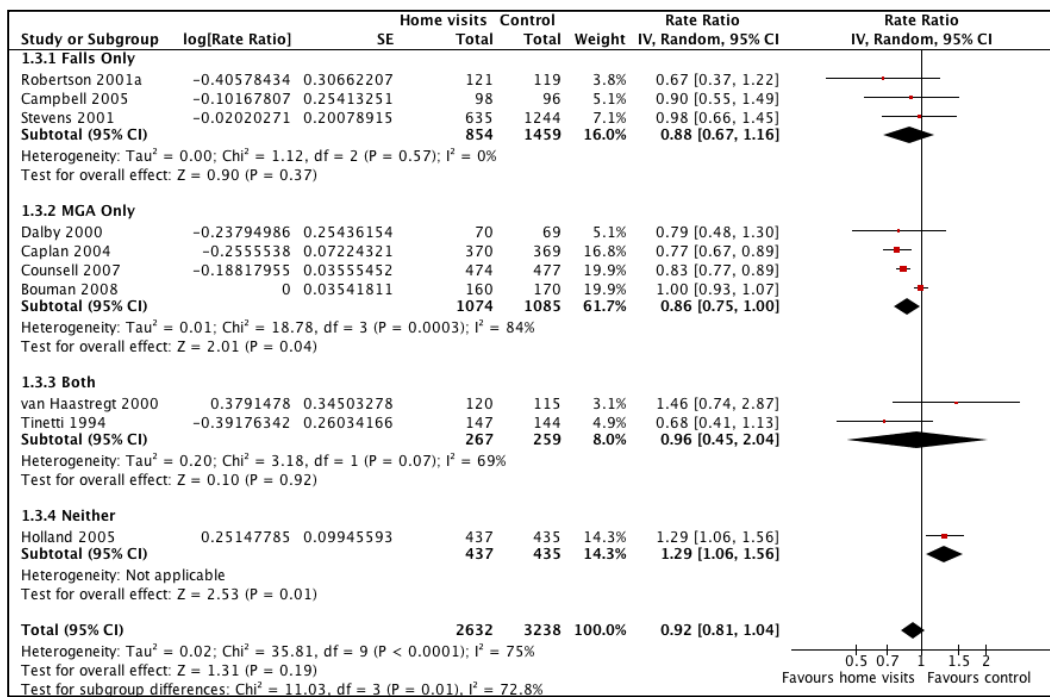 Home visits Control Rate Ratio Rate Ratio
Study or Subgroup log[Rate Ratio] SE Total Total Weight IV, Random, 95% CI IV, Random, 95% CI
1.3.1 Falls Only
Robertson 2001a −0.40578434 0.30662207 121 119 3.8% 0.67 [0.37, 1.22]
Campbell 2005 −0.10167807 0.25413251 98 96 5.1% 0.90 [0.55, 1.49]
Stevens 2001 −0.02020271 0.20078915 635 1244 7.1% 0.98 [0.66, 1.45]
Subtotal (95% CI) 854 1459 16.0% 0.88 [0.67, 1.16]
Heterogeneity: Tau² = 0.00; Chi² = 1.12, df = 2 (P = 0.57); I² = 0%
Test for overall effect: Z = 0.90 (P = 0.37)
1.3.2 MGA Only
Dalby 2000 −0.23794986 0.25436154 70 69 5.1% 0.79 [0.48, 1.30]
Caplan 2004 −0.2555538 0.07224321 370 369 16.8% 0.77 [0.67, 0.89]
Counsell 2007 −0.18817955 0.03555452 474 477 19.9% 0.83 [0.77, 0.89]
Bouman 2008 0 0.03541811 160 170 19.9% 1.00 [0.93, 1.07]
Subtotal (95% CI) 1074 1085 61.7% 0.86 [0.75, 1.00]
Heterogeneity: Tau² = 0.01; Chi² = 18.78, df = 3 (P = 0.0003); I² = 84%
Test for overall effect: Z = 2.01 (P = 0.04)
1.3.3 Both
van Haastregt 2000 0.3791478 0.34503278 120 115 3.1% 1.46 [0.74, 2.87]
Tinetti 1994 −0.39176342 0.26034166 147 144 4.9% 0.68 [0.41, 1.13]
Subtotal (95% CI) 267 259 8.0% 0.96 [0.45, 2.04]
Heterogeneity: Tau² = 0.20; Chi² = 3.18, df = 1 (P = 0.07); I² = 69%
Test for overall effect: Z = 0.10 (P = 0.92)
1.3.4 Neither
Holland 2005 0.25147785 0.09945593 437 435 14.3% 1.29 [1.06, 1.56]
Subtotal (95% CI) 437 435 14.3% 1.29 [1.06, 1.56]
Heterogeneity: Not applicable
Test for overall effect: Z = 2.53 (P = 0.01)
Total (95% CI) 2632 3238 100.0% 0.92 [0.81, 1.04]
Heterogeneity: Tau² = 0.02; Chi² = 35.81, df = 9 (P < 0.0001); I² = 75%
Test for overall effect: Z = 1.31 (P = 0.19)
Test for subgroup differences: Chi² = 11.03, df = 3 (P = 0.01), I² = 72.8%
0.5 0.7 1 1.5 2
Favours home visits Favours control